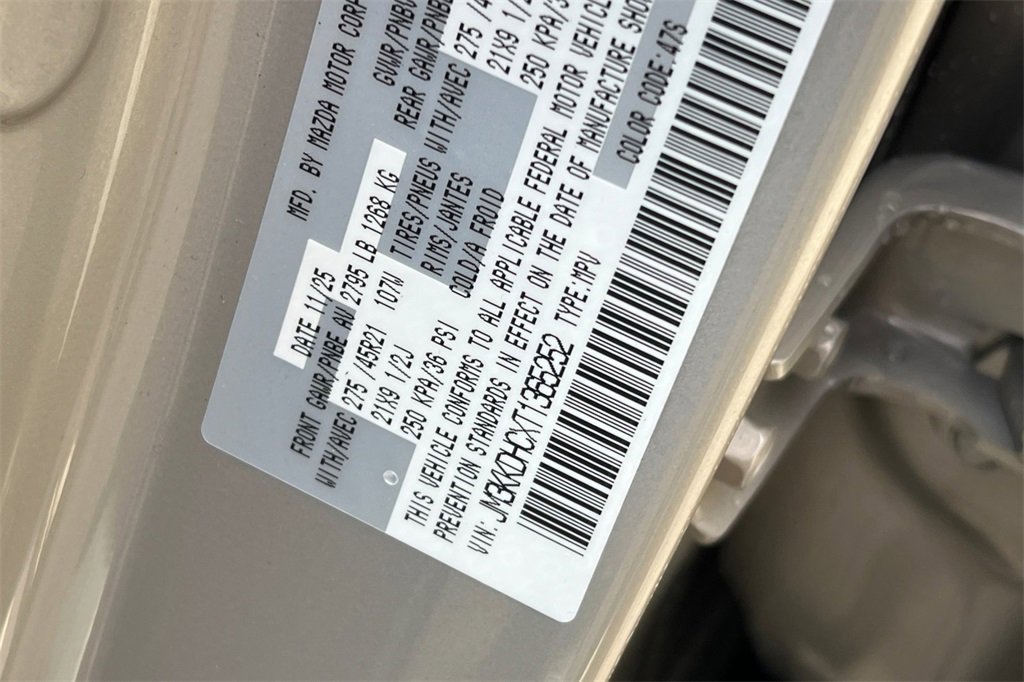 MFD. BY MAZDA MOTOR CORP
DATE 11/25
GVWR/PNBV
FRONT GAWR/PNBE AV 2795 LB 1268 KG
REAR GAWR/PNBE
WITH/AVEC 275 /45R21 107W TIRES/PNEUS WITH/AVEC 275 /4
21X9 1/2J RIMS/JANTES 21X9 1/2
250 KPA/36 PSI COLD/A FROID 250 KPA/3
THIS VEHICLE CONFORMS TO ALL APPLICABLE FEDERAL MOTOR VEHICLE
PREVENTION STANDARDS IN EFFECT ON THE DATE OF MANUFACTURE SHO
VIN: JM3KKDHCXT1365252 TYPE:MPV COLOR CODE:47S